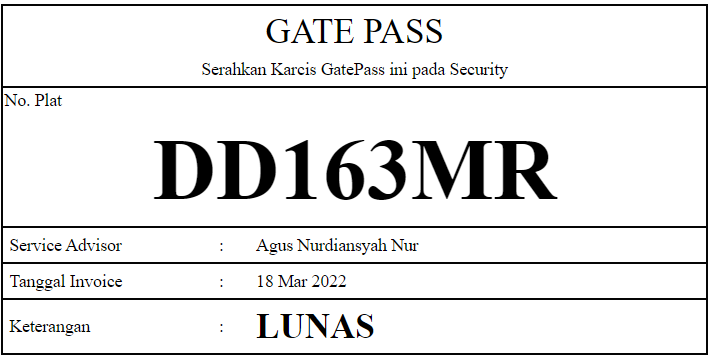 GATE PASS
Serahkan Karcis GatePass ini pada Security
No. Plat
DD163MR
Service Advisor : Agus Nurdiansyah Nur
Tanggal Invoice : 18 Mar 2022
Keterangan : LUNAS